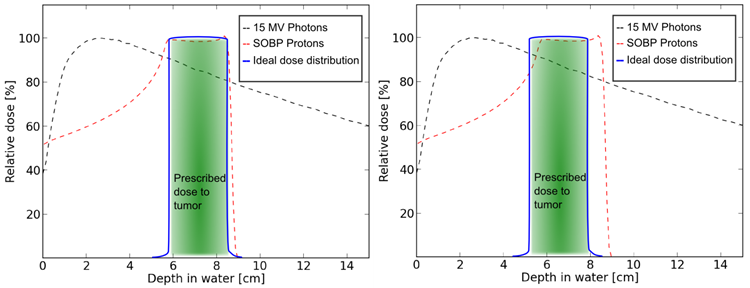 15 MV Photons
SOBP Protons
Ideal dose distribution
Relative dose [%]
100
80
60
40
20
Prescribed
dose to
tumor
0 2 4 6 8 10 12 14
Depth in water [cm]
15 MV Photons
SOBP Protons
Ideal dose distribution
Relative dose [%]
100
80
60
40
20
Prescribed
dose to
tumor
0 2 4 6 8 10 12 14
Depth in water [cm]